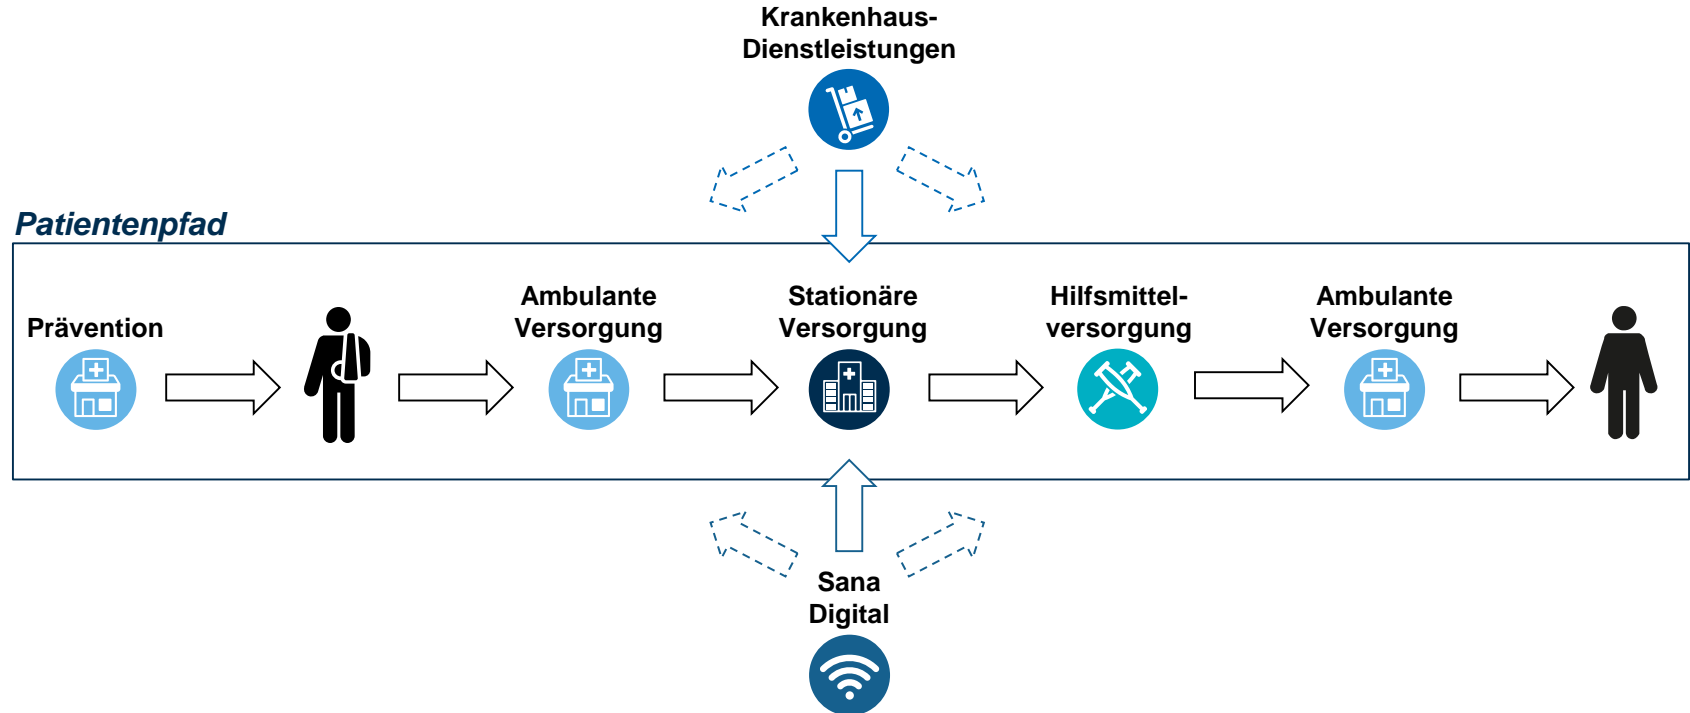 Krankenhaus-
Dienstleistungen
Patientenpfad
Prävention
Ambulante
Versorgung
Stationäre
Versorgung
Hilfsmittel-
versorgung
Ambulante
Versorgung
Sana
Digital